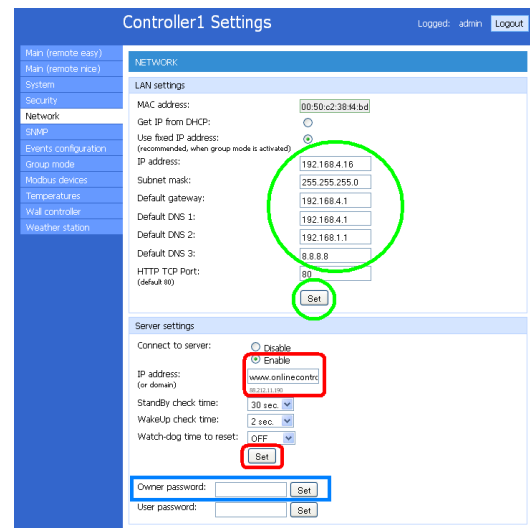 Controller1 Settings
Logged: admin Logout
Main (remote easy)
Main (remote nice)
System
Security
Network
SNMP
Events configuration
Group mode
Modbus devices
Temperatures
Wall controller
Weather station
NETWORK
LAN settings
MAC address: 00:50:c2:38:f4:bd
Get IP from DHCP:
Use fixed IP address:
(recommended, when group mode is activated)
IP address: 192.168.4.16
Subnet mask: 255.255.255.0
Default gateway: 192.168.4.1
Default DNS 1: 192.168.4.1
Default DNS 2: 192.168.1.1
Default DNS 3: 8.8.8.8
HTTP TCP Port: 80
(default 80)
Set
Server settings
Connect to server: Disable
Enable
IP address: www.onlinecontro
(or domain) 88.212.11.190
StandBy check time: 30 sec.
WakeUp check time: 2 sec.
Watch-dog time to reset: OFF
Set
Owner password: Set
User password: Set